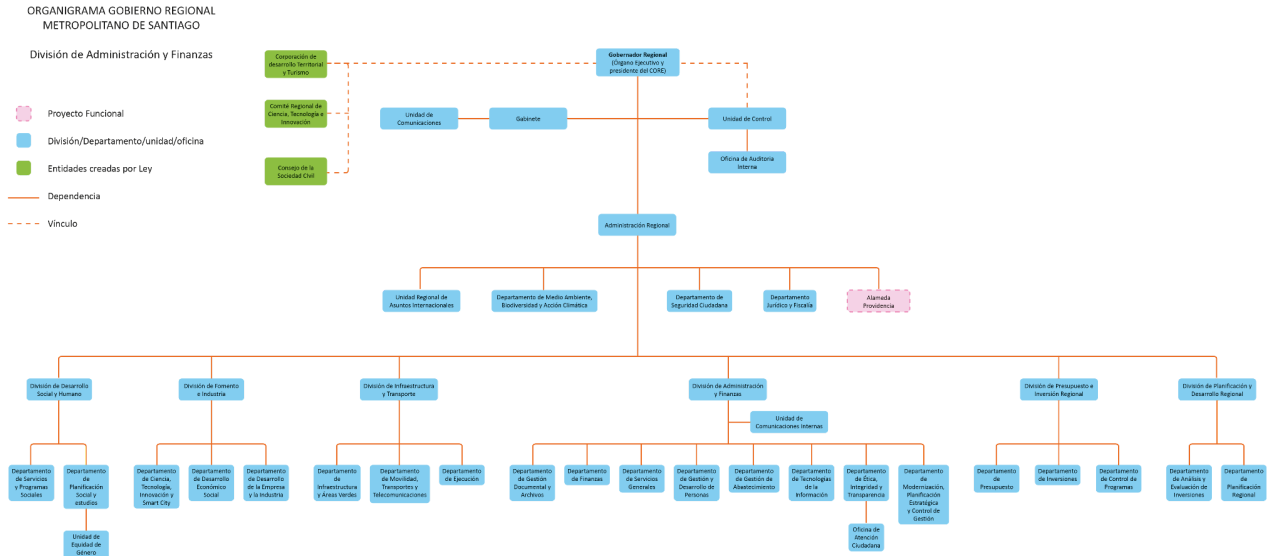 ORGANIGRAMA GOBIERNO REGIONAL
METROPOLITANO DE SANTIAGO
División de Administración y Finanzas
Proyecto Funcional
División/Departamento/unidad/oficina
Entidades creadas por Ley
Dependencia
Vínculo
Corporación de
desarrollo Territorial
y Turismo
Gobernador Regional
(Órgano Ejecutivo y
presidente del CORE)
Comité Regional de
Ciencia, Tecnología e
Innovación
Unidad de
Comunicaciones
Gabinete
Unidad de Control
Consejo de la
Sociedad Civil
Oficina de Auditoría
Interna
Administración Regional
Unidad Regional de
Asuntos Internacionales
Departamento de Medio Ambiente,
Biodiversidad y Acción Climática
Departamento de
Seguridad Ciudadana
Departamento
Jurídico y Fiscalía
Alameda
Providencia
División de Desarrollo
Social y Humano
División de Fomento
e Industria
División de Infraestructura
y Transporte
División de Administración
y Finanzas
División de Presupuesto e
Inversión Regional
División de Planificación y
Desarrollo Regional
Unidad de
Comunicaciones Internas
Departamento
de Servicios
y Programas
Sociales
Departamento
de
Planificación
Social y
estudios
Departamento
de Ciencia,
Tecnología,
Innovación y
Smart City
Departamento
de Desarrollo
Económico
Social
Departamento
de Desarrollo
de la Empresa
y la Industria
Departamento
de
Infraestructura
y Áreas Verdes
Departamento
de Movilidad,
Transportes y
Telecomunicaciones
Departamento
de Ejecución
Departamento
de Gestión
Documental y
Archivos
Departamento
de Finanzas
Departamento
de Servicios
Generales
Departamento
de Gestión y
Desarrollo de
Personas
Departamento
de Gestión de
Abastecimiento
Departamento
de Tecnologías
de la
Información
Departamento
de Ética,
Integridad y
Transparencia
Departamento
de
Modernización,
Planificación
Estratégica
y Control de
Gestión
Departamento
de
Presupuesto
Departamento
de Inversiones
Departamento
de Control de
Programas
Departamento
de Análisis y
Evaluación de
Inversiones
Departamento
de
Planificación
Regional
Unidad de
Equidad de
Género
Oficina de
Atención
Ciudadana